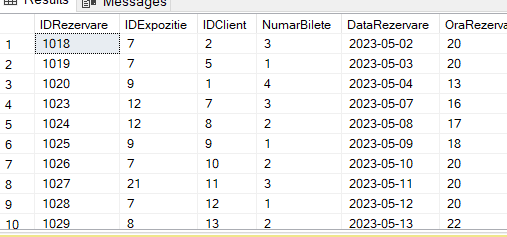 Results Messages
IDRezervare IDExpozitie IDClient NumarBilete DataRezervare OraRezerva
1 1018 7 2 3 2023-05-02 20
2 1019 7 5 1 2023-05-03 20
3 1020 9 1 4 2023-05-04 13
4 1023 12 7 3 2023-05-07 16
5 1024 12 8 2 2023-05-08 17
6 1025 9 9 1 2023-05-09 18
7 1026 7 10 2 2023-05-10 20
8 1027 21 11 3 2023-05-11 20
9 1028 7 12 1 2023-05-12 20
10 1029 8 13 2 2023-05-13 22